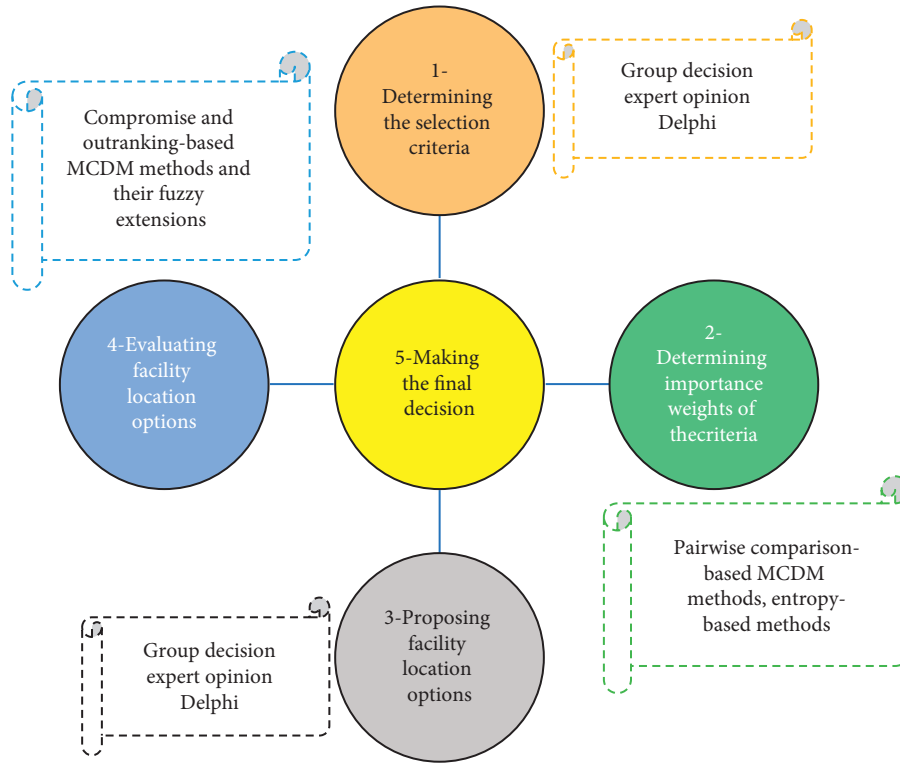 1-
Determining
the selection
criteria
Group decision
expert opinion
Delphi
Compromise and
outranking-based
MCDM methods and
their fuzzy
extensions
4-Evaluating
facility
location
options
5-Making
the final
decision
2-
Determining
importance
weights of
thecriteria
Pairwise comparison-
based MCDM
methods, entropy-
based methods
3-Proposing
facility
location
options
Group decision
expert opinion
Delphi